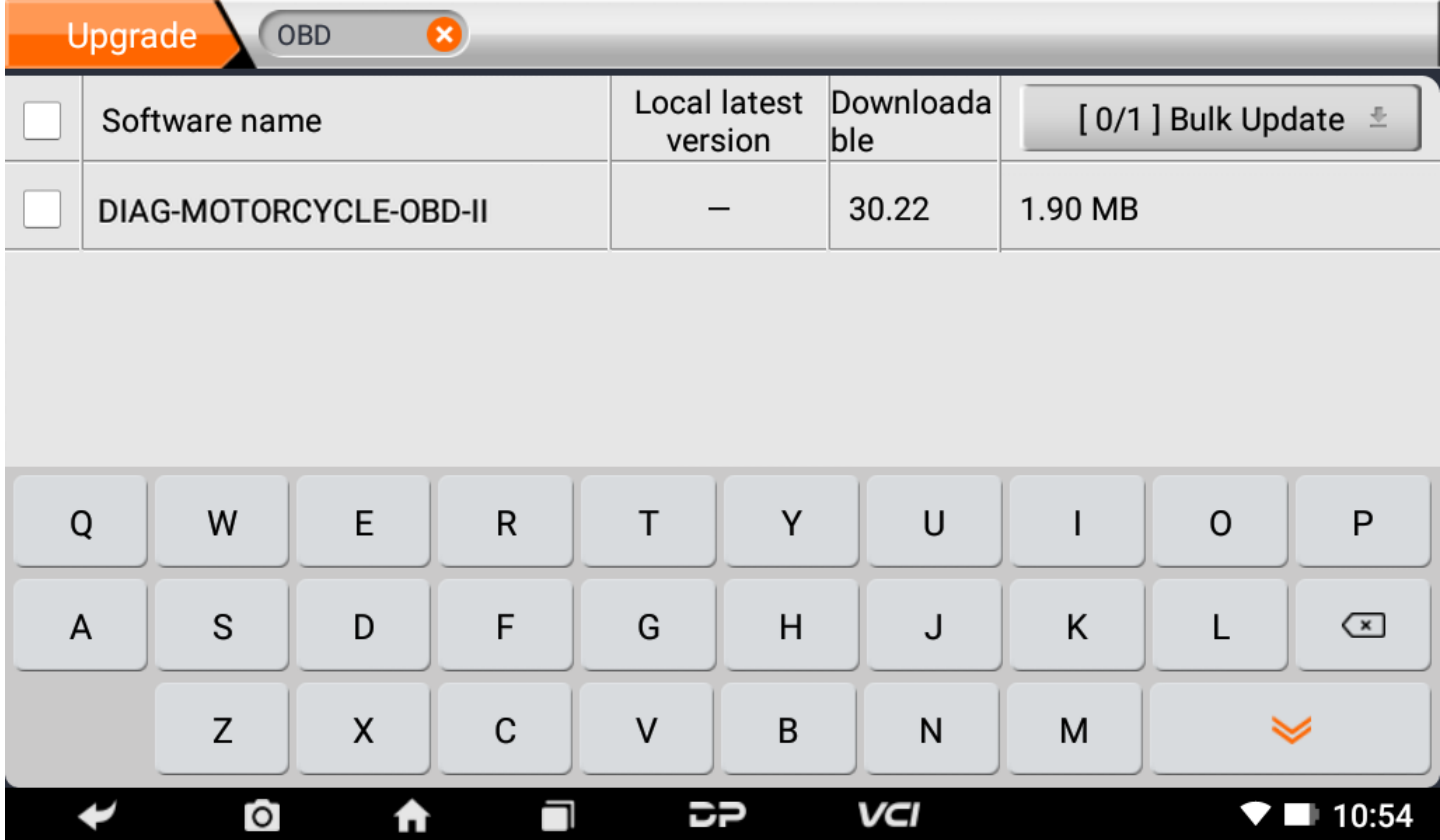 Upgrade OBD
Software name
Local latest
version
Downloada
ble
[ 0/1 ] Bulk Update
DIAG-MOTORCYCLE-OBD-II — 30.22 1.90 MB
Q W E R T Y U I O P
A S D F G H J K L
Z X C V B N M
DP VCI 10:54